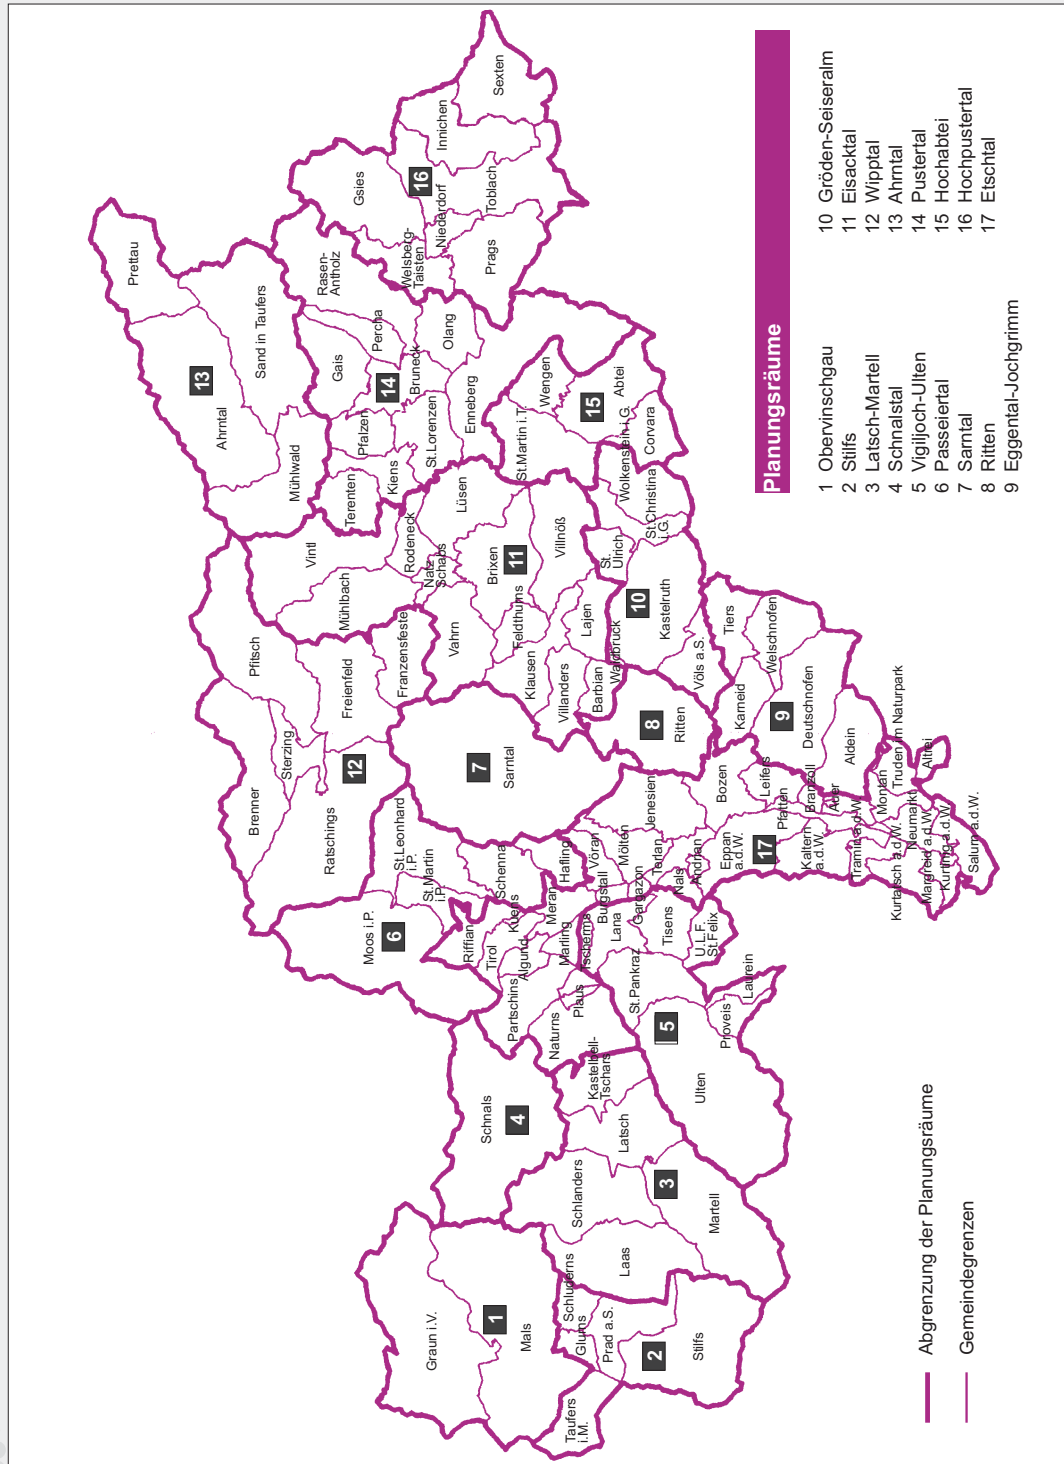 Graun i.V.
Mals
1
Taufers
i.M.
Glurns
Schluderns
Prad a.S.
2
Stilfs
Laas
Schlanders
3
Martell
Latsch
Kastelbell-
Tschars
Schnals
4
Naturns
Plaus
Partschins
Algund
Tirol
Riffian
Kuens
Meran
Marling
Tscherms
Moos i.P.
6
St.Leonhard
i.P.
St.Martin
i.P.
Schenna
Hafling
Vöran
Burgstall
Lana
Gargazon
Tisens
U.L.F.
St.Felix
St.Pankraz
5
Ulten
Proveis
Laurein
Mölten
Jenesien
Terlan
Nals
Andrian
Eppan
a.d.W.
Bozen
Leifers
Pfatten
Branzoll
17
Kaltern
a.d.W.
Auer
Tramin a.d.W.
Montan
Truden im Naturpark
Altrei
Neumarkt
Kurtatsch a.d.W.
Margreid a.d.W.
Kurtinig a.d.W.
Salurn a.d.W.
Sarntal
7
Ritten
8
Brenner
Sterzing
Ratschings
12
Pfitsch
Freienfeld
Franzensfeste
Mühlbach
Vintl
Rodeneck
Natz
Schabs
Vahrn
Lüsen
Brixen
11
Feldthurns
Klausen
Villnöß
Villanders
Barbian
Lajen
Waidbruck
St.
Ulrich
10
Kastelruth
Völs a.S.
St.Christina
i.G.
Wolkenstein i.G.
Tiers
Welschnofen
Karneid
9
Deutschnofen
Aldein
Prettau
Ahrntal
13
Sand in Taufers
Mühlwald
Terenten
Kiens
Pfalzen
Gais
14
Percha
Bruneck
St.Lorenzen
Rasen-
Antholz
Olang
Enneberg
St.Martin i.T.
Wengen
15
Abtei
Corvara
Gsies
Welsberg-
Taisten
16
Niederdorf
Prags
Toblach
Innichen
Sexten
Planungsräume
1 Obervinschgau
2 Stilfs
3 Latsch-Martell
4 Schnalstal
5 Vigiljoch-Ulten
6 Passeiertal
7 Sarntal
8 Ritten
9 Eggental-Jochgrimm
10 Gröden-Seiseralm
11 Eisacktal
12 Wipptal
13 Ahrntal
14 Pustertal
15 Hochabtei
16 Hochpustertal
17 Etschtal
Abgrenzung der Planungsräume
Gemeindegrenzen